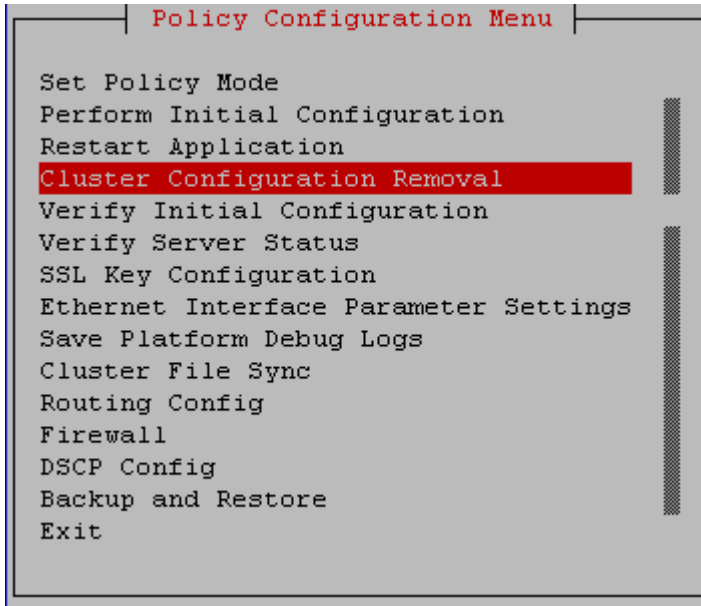 Policy Configuration Menu
Set Policy Mode
Perform Initial Configuration
Restart Application
Cluster Configuration Removal
Verify Initial Configuration
Verify Server Status
SSL Key Configuration
Ethernet Interface Parameter Settings
Save Platform Debug Logs
Cluster File Sync
Routing Config
Firewall
DSCP Config
Backup and Restore
Exit